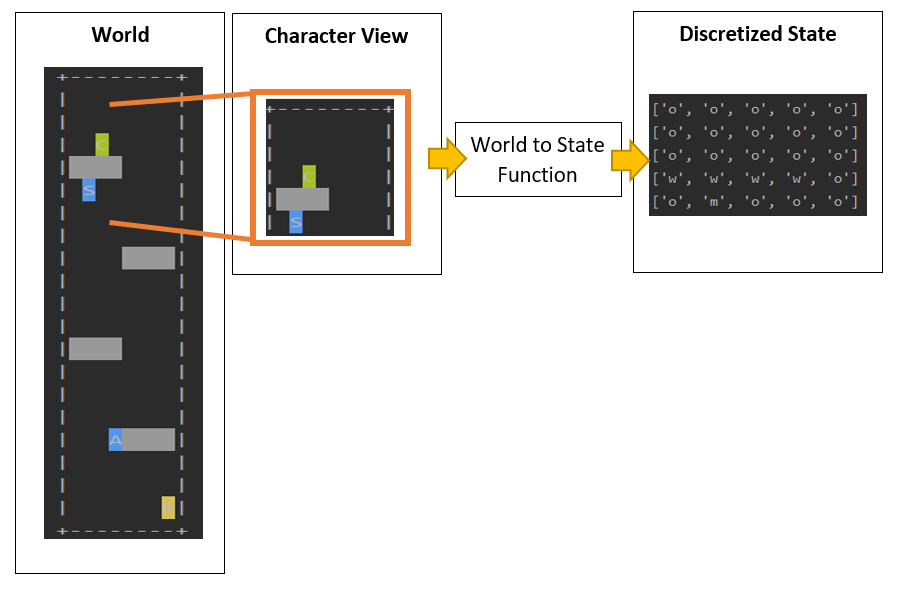 World
Character View
Discretized State
+---------+
C
S
A
+---------+
+---------+
C
S
World to State
Function
['o', 'o', 'o', 'o', 'o']
['o', 'o', 'o', 'o', 'o']
['o', 'o', 'o', 'o', 'o']
['w', 'w', 'w', 'w', 'o']
['o', 'm', 'o', 'o', 'o']